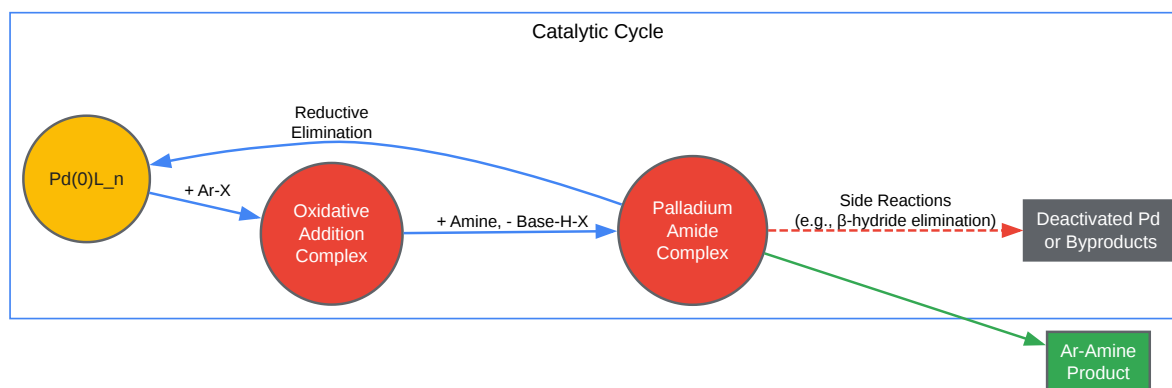 Catalytic Cycle
Reductive
Elimination
Pd(0)L_n
+ Ar-X
Oxidative
Addition
Complex
+ Amine, - Base-H-X
Palladium
Amide
Complex
Side Reactions
(e.g., β-hydride elimination)
Deactivated Pd
or Byproducts
Ar-Amine
Product